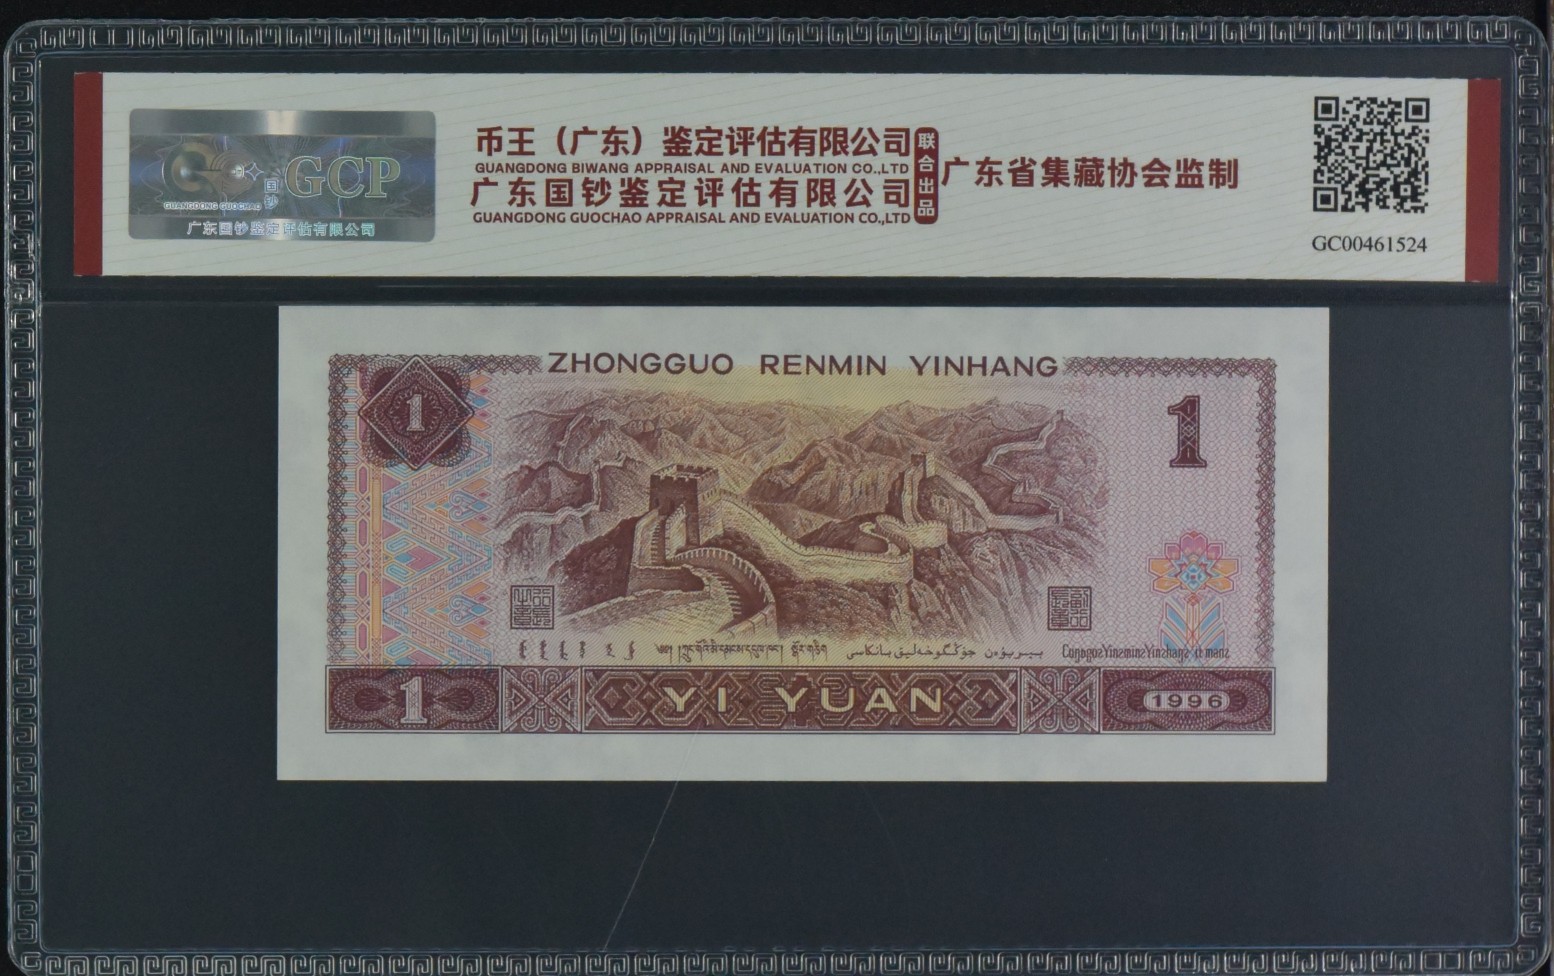 国钞
GCP
GUANGDONG GUOCHAO
广东国钞鉴定评估有限公司
币王（广东）鉴定评估有限公司
GUANGDONG BIWANG APPRAISAL AND EVALUATION CO.,LTD
广东国钞鉴定评估有限公司
GUANGDONG GUOCHAO APPRAISAL AND EVALUATION CO.,LTD
联合出品
广东省集藏协会监制
GC00461524
ZHONGGUO RENMIN YINHANG
1
1
1
YI YUAN
1996